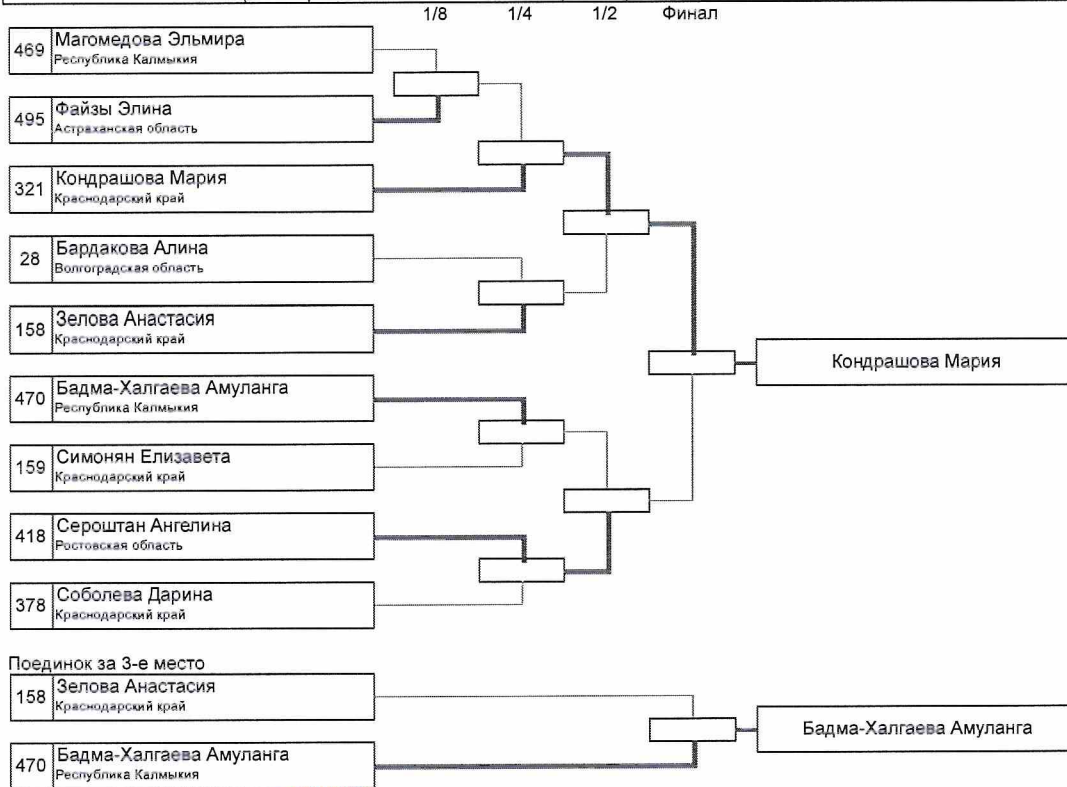 1/8 1/4 1/2 Финал
469 Магомедова Эльмира
Республика Калмыкия
495 Файзы Элина
Астраханская область
321 Кондрашова Мария
Краснодарский край
28 Бардакова Алина
Волгоградская область
158 Зелова Анастасия
Краснодарский край
Кондрашова Мария
470 Бадма-Халгаева Амуланга
Республика Калмыкия
159 Симонян Елизавета
Краснодарский край
418 Сероштан Ангелина
Ростовская область
378 Соболева Дарина
Краснодарский край
Поединок за 3-е место
158 Зелова Анастасия
Краснодарский край
Бадма-Халгаева Амуланга
470 Бадма-Халгаева Амуланга
Республика Калмыкия